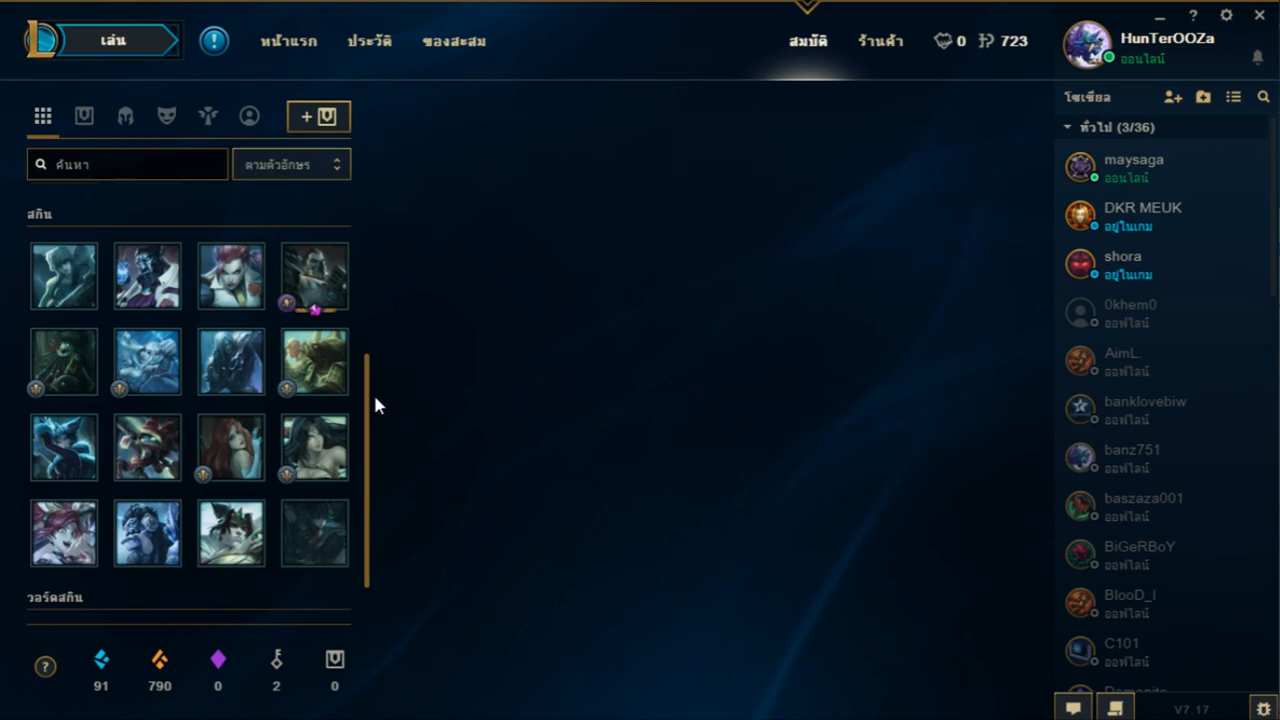 เล่น
หน้าแรก
ประวัติ
ของสะสม
สมบัติ
ร้านค้า
0
723
?
HunTerOOZa
ออนไลน์
โซเชียล
ทั่วไป (3/36)
ค้นหา
ตามตัวอักษร
สกิน
วอร์ดสกิน
?
91
790
0
2
0
maysaga
ออนไลน์
DKR MEUK
อยู่ในเกม
shora
อยู่ในเกม
0khem0
ออฟไลน์
AimL.
ออฟไลน์
banklovebiw
ออฟไลน์
banz751
ออฟไลน์
baszaza001
ออฟไลน์
BiGeRBoY
ออฟไลน์
BlooD_I
ออฟไลน์
C101
ออฟไลน์
V7.17